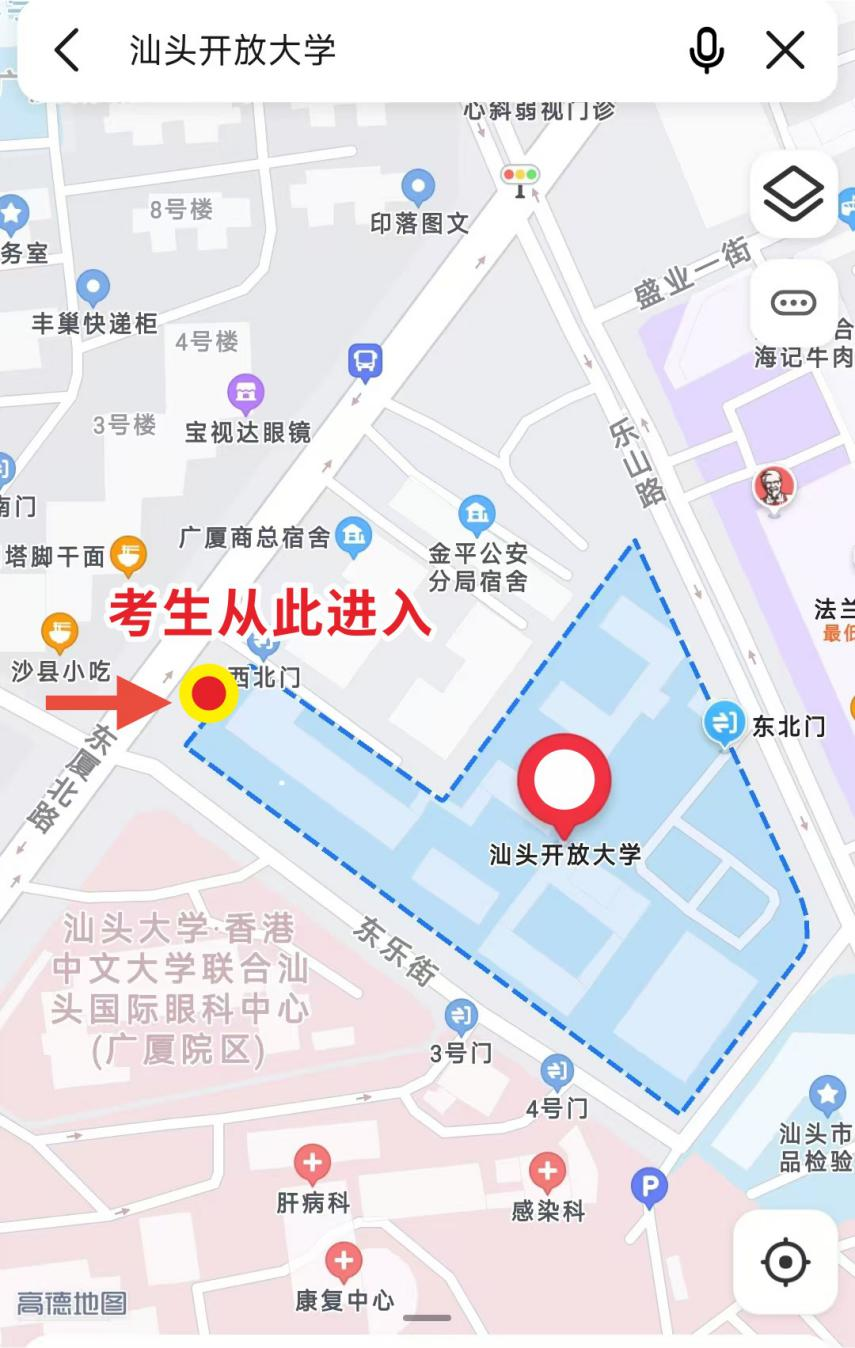 汕头开放大学
心斜弱视门诊
8号楼
印落图文
务室
盛业一街
丰巢快递柜
4号楼
合
海记牛肉
3号楼
宝视达眼镜
乐山路
南门
广厦商总宿舍
塔脚干面
金平公安
分局宿舍
考生从此进入
法兰
最低
沙县小吃
西北门
东北门
东厦北路
汕头开放大学
汕头大学·香港
中文大学联合汕
头国际眼科中心
(广厦院区)
东乐街
3号门
4号门
汕头市
品检验
P
肝病科
感染科
康复中心
高德地图